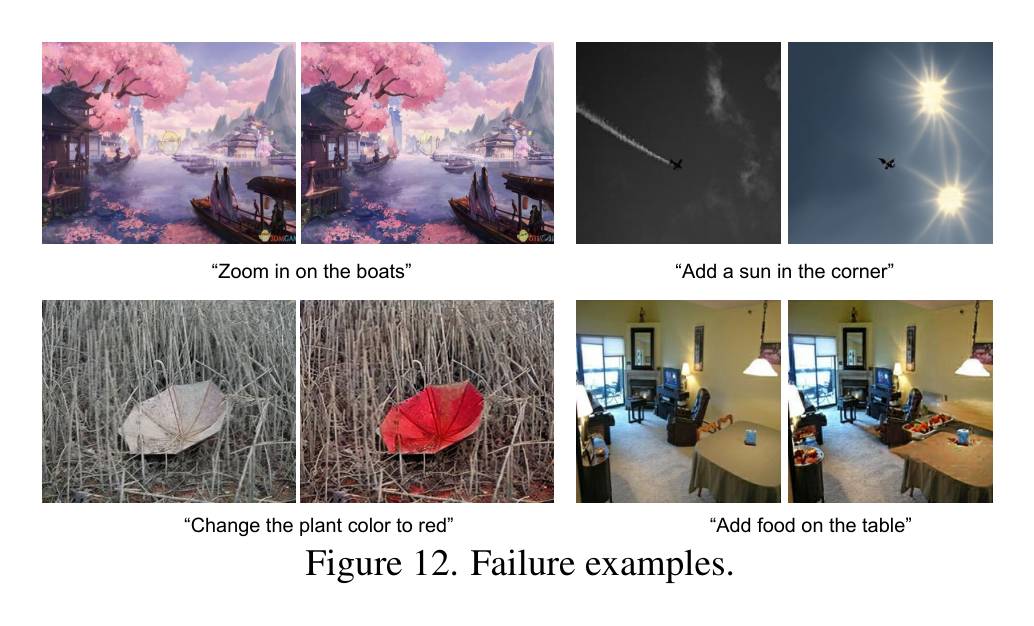 “Zoom in on the boats”
“Add a sun in the corner”
“Change the plant color to red”
“Add food on the table”
Figure 12. Failure examples.